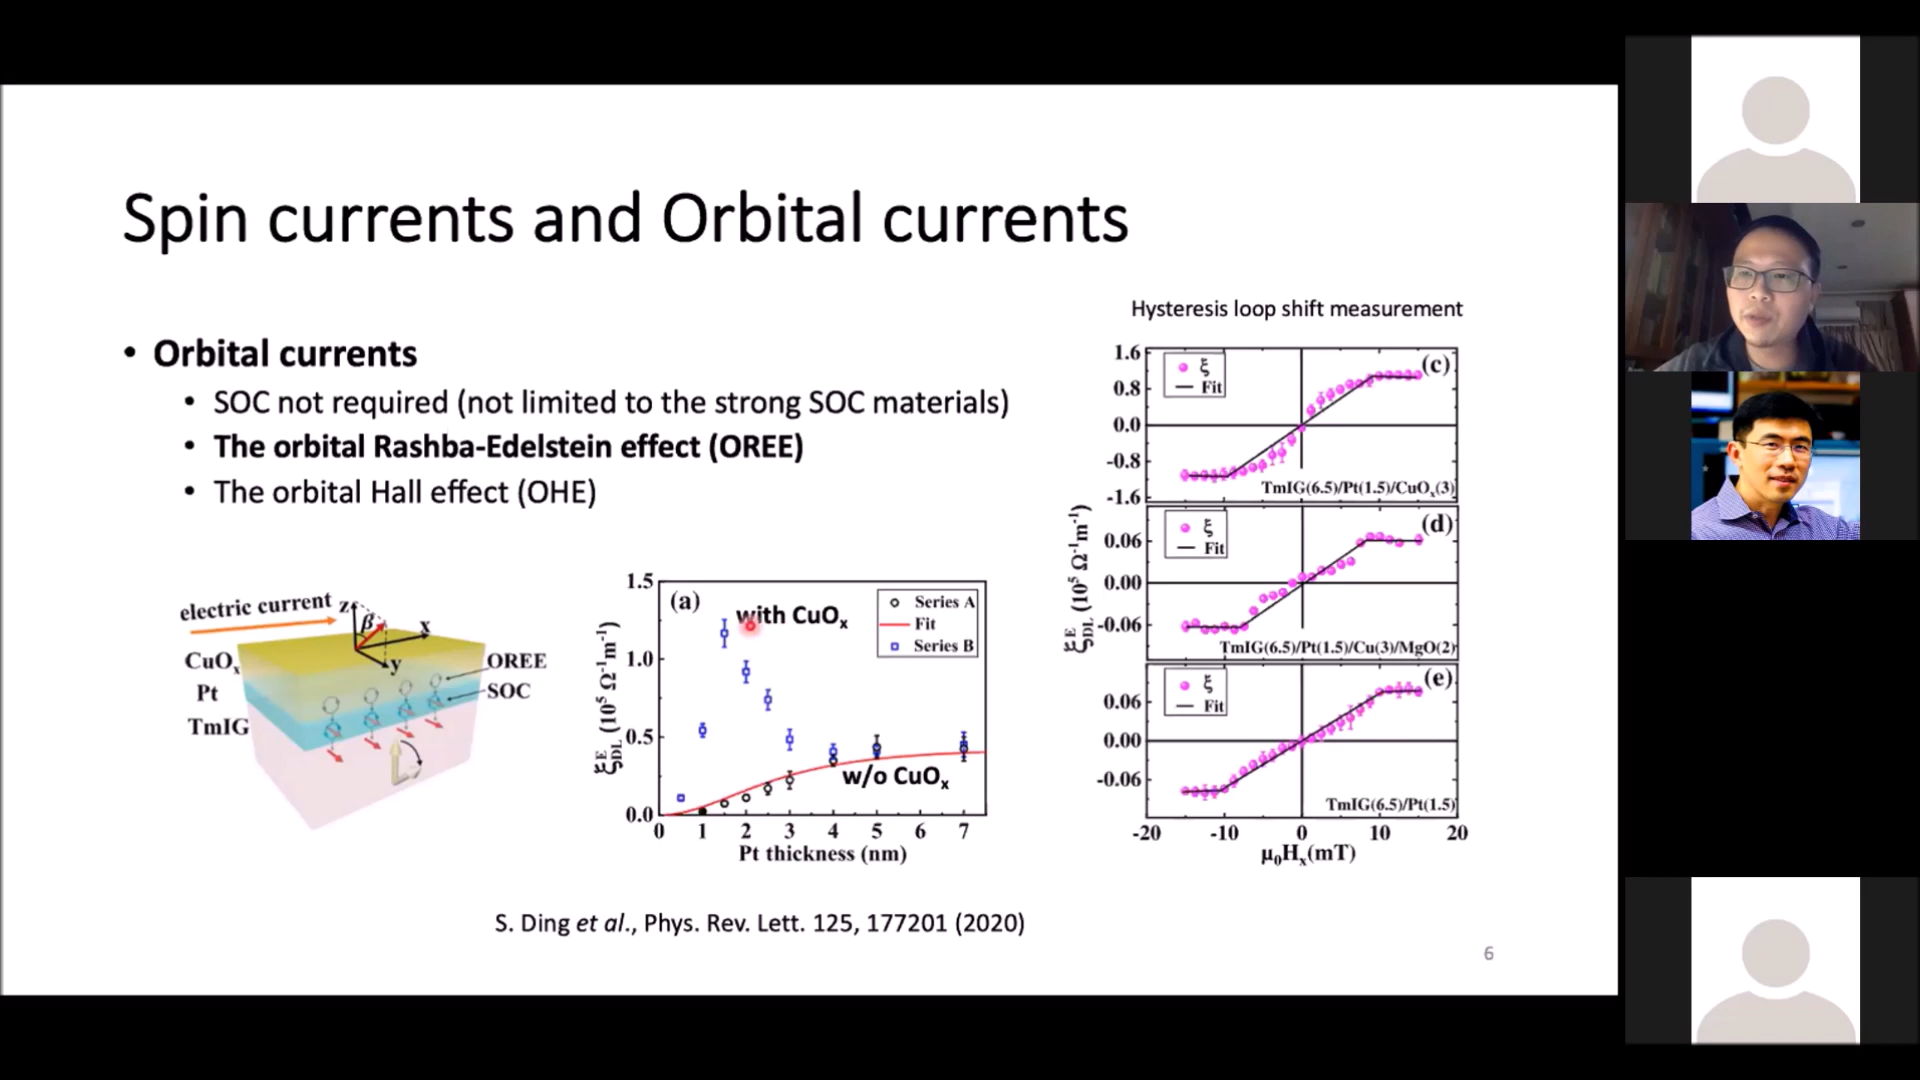 Spin currents and Orbital currents
• Orbital currents
• SOC not required (not limited to the strong SOC materials)
• The orbital Rashba-Edelstein effect (OREE)
• The orbital Hall effect (OHE)
electric current
z
β
x
y
CuOₓ
Pt
TmIG
OREE
SOC
(a)
with CuOₓ
w/o CuOₓ
Series A
Fit
Series B
1.5
1.0
0.5
0.0
0 1 2 3 4 5 6 7
Pt thickness (nm)
ξᴱ_DL (10⁵ Ω⁻¹m⁻¹)
Hysteresis loop shift measurement
(c)
ξ
Fit
1.6
0.8
0.0
-0.8
-1.6
TmIG(6.5)/Pt(1.5)/CuOₓ(3)
(d)
ξ
Fit
0.06
0.00
-0.06
TmIG(6.5)/Pt(1.5)/Cu(3)/MgO(2)
(e)
ξ
Fit
0.06
0.00
-0.06
TmIG(6.5)/Pt(1.5)
ξᴱ_DL (10⁵ Ω⁻¹m⁻¹)
-20 -10 0 10 20
μ₀Hₓ(mT)
S. Ding et al., Phys. Rev. Lett. 125, 177201 (2020)
6